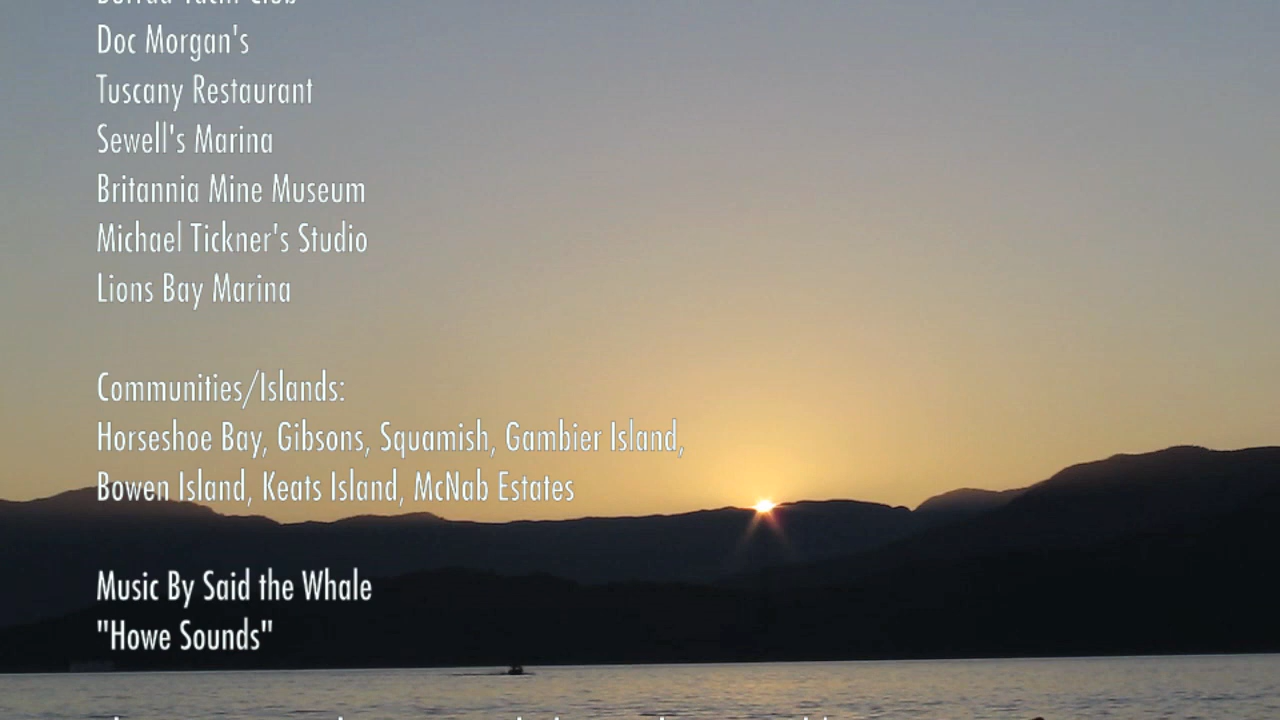 Doc Morgan's
Tuscany Restaurant
Sewell's Marina
Britannia Mine Museum
Michael Tickner's Studio
Lions Bay Marina
Communities/Islands:
Horseshoe Bay, Gibsons, Squamish, Gambier Island,
Bowen Island, Keats Island, McNab Estates
Music By Said the Whale
"Howe Sounds"